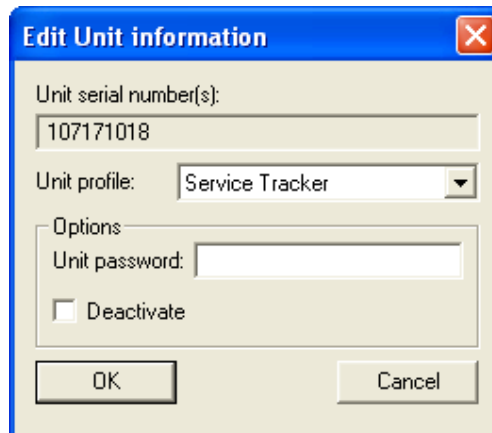 Edit Unit information
Unit serial number(s):
107171018
Unit profile: Service Tracker
Options
Unit password:
Deactivate
OK Cancel